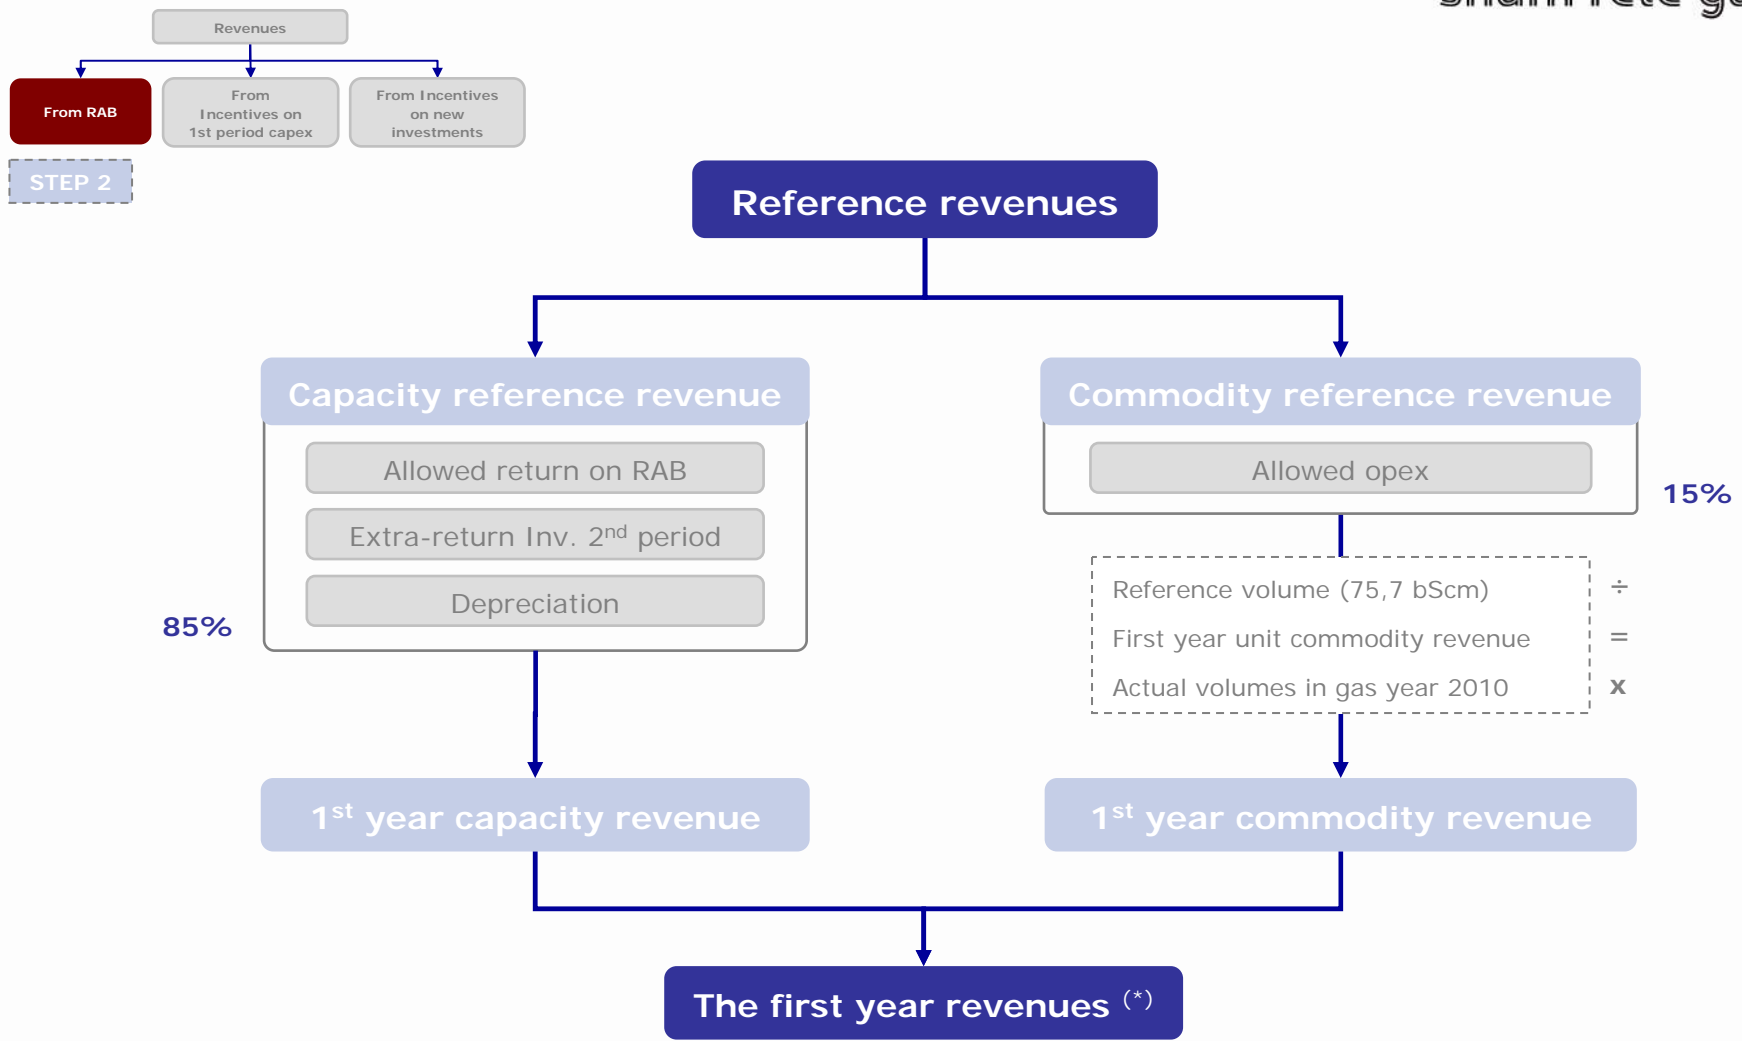 Revenues
From RAB
From
Incentives on
1st period capex
From Incentives
on new
investments
STEP 2
Reference revenues
Capacity reference revenue
Allowed return on RAB
Extra-return Inv. 2nd period
Depreciation
85%
Commodity reference revenue
Allowed opex
15%
Reference volume (75,7 bScm) ÷
First year unit commodity revenue =
Actual volumes in gas year 2010 x
1st year capacity revenue
1st year commodity revenue
The first year revenues (*)